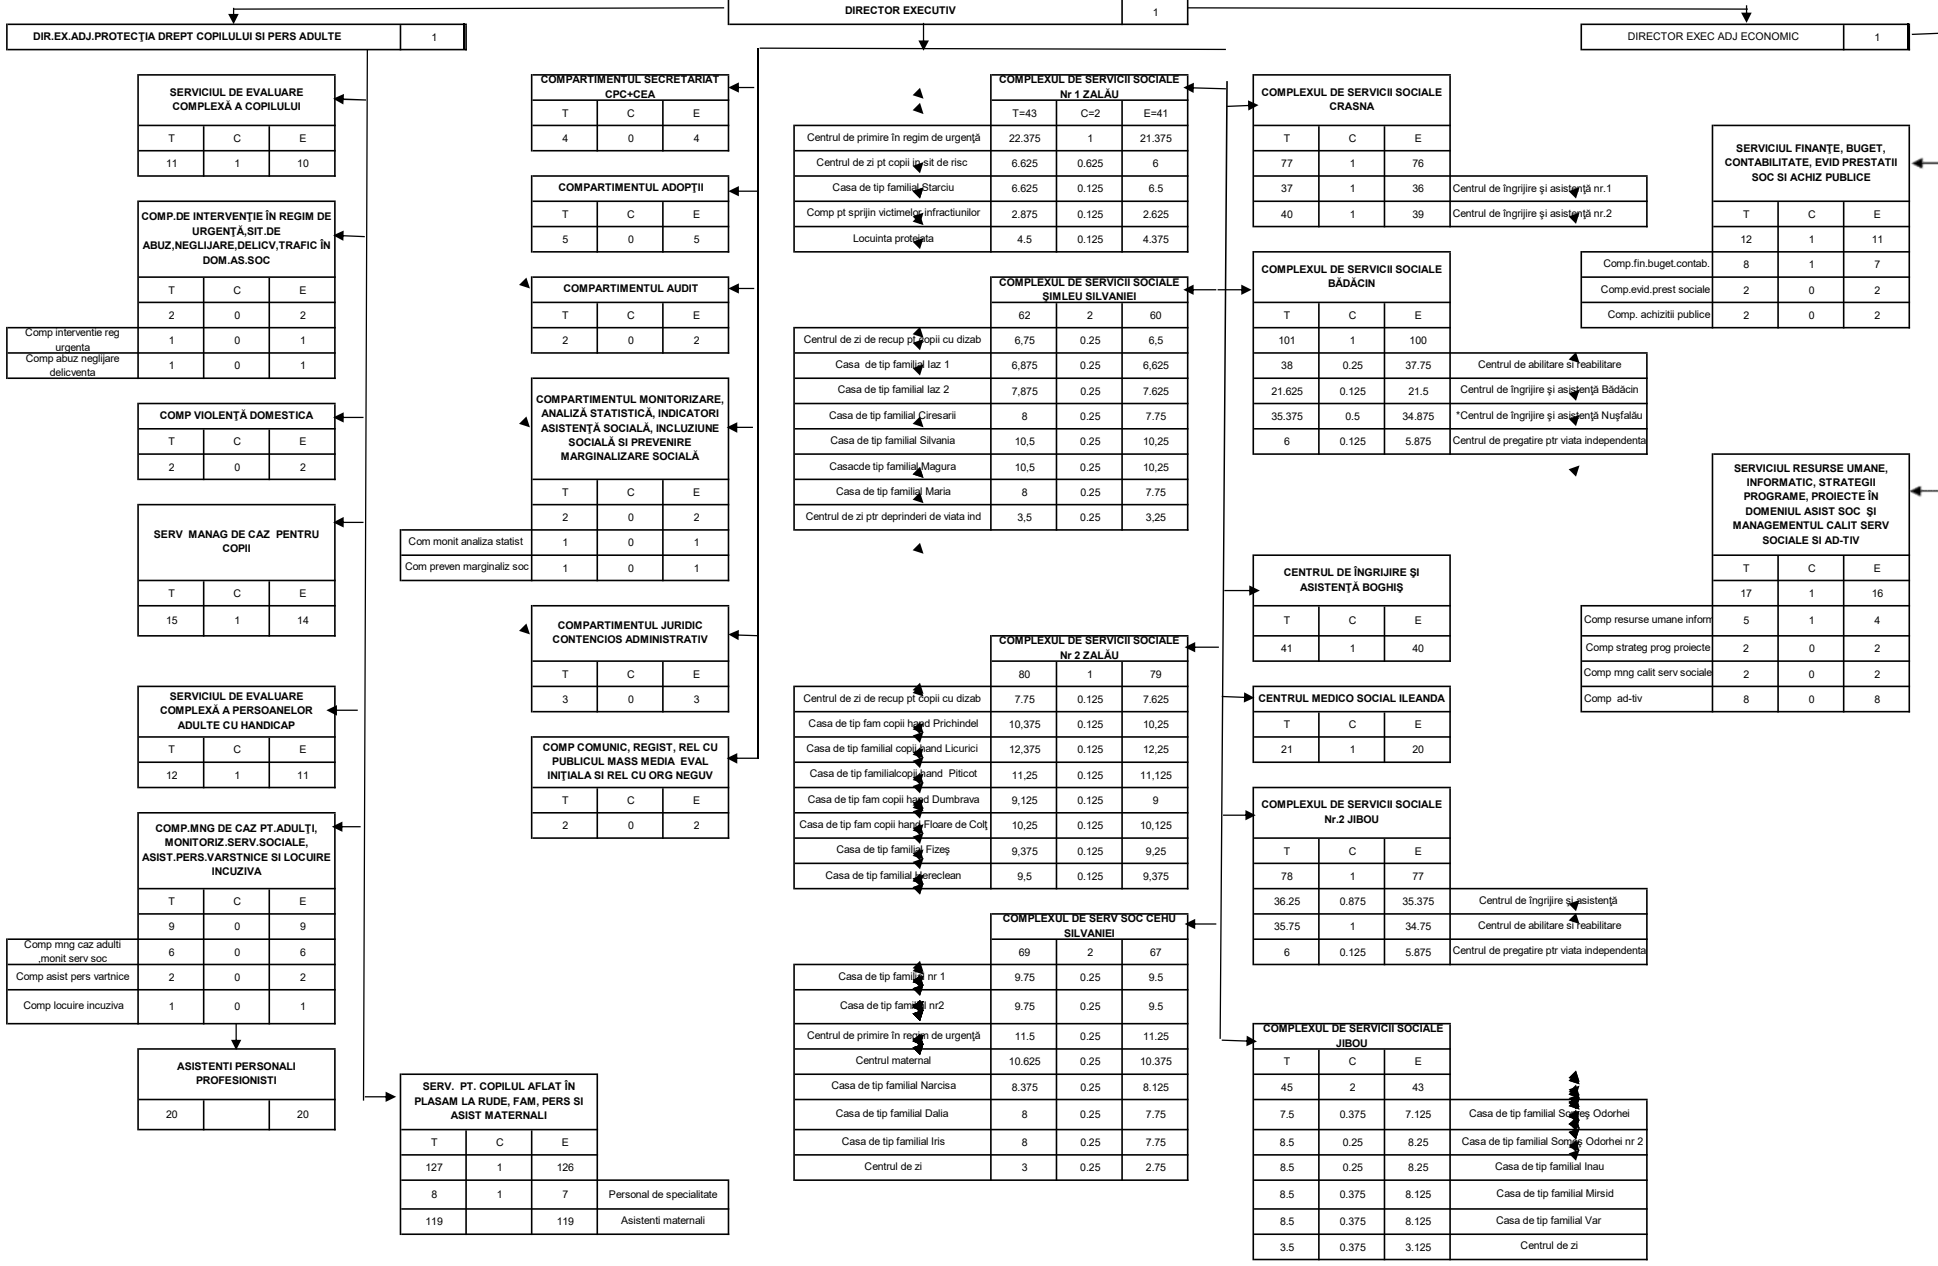 DIRECTOR EXECUTIV 1
DIR.EX.ADJ.PROTECŢIA DREPT COPILULUI SI PERS ADULTE 1
DIRECTOR EXEC ADJ ECONOMIC 1
SERVICIUL DE EVALUARE
COMPLEXĂ A COPILULUI
T C E
11 1 10
COMP.DE INTERVENŢIE ÎN REGIM DE
URGENŢĂ,SIT.DE
ABUZ,NEGLIJARE,DELICV,TRAFIC ÎN
DOM.AS.SOC
T C E
2 0 2
Comp interventie reg
urgenta 1 0 1
Comp abuz neglijare
delicventa 1 0 1
COMP VIOLENŢĂ DOMESTICA
T C E
2 0 2
SERV MANAG DE CAZ PENTRU
COPII
T C E
15 1 14
SERVICIUL DE EVALUARE
COMPLEXĂ A PERSOANELOR
ADULTE CU HANDICAP
T C E
12 1 11
COMP.MNG DE CAZ PT.ADULŢI,
MONITORIZ.SERV.SOCIALE,
ASIST.PERS.VARSTNICE SI LOCUIRE
INCUZIVA
T C E
9 0 9
Comp mng caz adulti
,monit serv soc 6 0 6
Comp asist pers vartnice 2 0 2
Comp locuire incuziva 1 0 1
ASISTENTI PERSONALI
PROFESIONISTI
20 20
SERV. PT. COPILUL AFLAT ÎN
PLASAM LA RUDE, FAM, PERS SI
ASIST MATERNALI
T C E
127 1 126
8 1 7 Personal de specialitate
119 119 Asistenti maternali
COMPARTIMENTUL SECRETARIAT
CPC+CEA
T C E
4 0 4
COMPARTIMENTUL ADOPŢII
T C E
5 0 5
COMPARTIMENTUL AUDIT
T C E
2 0 2
COMPARTIMENTUL MONITORIZARE,
ANALIZĂ STATISTICĂ, INDICATORI
ASISTENŢĂ SOCIALĂ, INCLUZIUNE
SOCIALĂ SI PREVENIRE
MARGINALIZARE SOCIALĂ
T C E
2 0 2
Com monit analiza statist 1 0 1
Com preven marginaliz soc 1 0 1
COMPARTIMENTUL JURIDIC
CONTENCIOS ADMINISTRATIV
T C E
3 0 3
COMP COMUNIC, REGIST, REL CU
PUBLICUL MASS MEDIA EVAL
INIŢIALA SI REL CU ORG NEGUV
T C E
2 0 2
COMPLEXUL DE SERVICII SOCIALE
Nr 1 ZALĂU
T=43 C=2 E=41
Centrul de primire în regim de urgenţă 22.375 1 21.375
Centrul de zi pt copii in sit de risc 6.625 0.625 6
Casa de tip familial Starciu 6.625 0.125 6.5
Comp pt sprijin victimelor infractiunilor 2.875 0.125 2.625
Locuinta protejata 4.5 0.125 4.375
COMPLEXUL DE SERVICII SOCIALE
ŞIMLEU SILVANIEI
62 2 60
Centrul de zi de recup pt copii cu dizab 6,75 0.25 6,5
Casa de tip familial Iaz 1 6,875 0.25 6,625
Casa de tip familial Iaz 2 7,875 0.25 7.625
Casa de tip familial Ciresarii 8 0.25 7.75
Casa de tip familial Silvania 10,5 0.25 10,25
Casacde tip familial Magura 10,5 0.25 10,25
Casa de tip familial Maria 8 0.25 7.75
Centrul de zi ptr deprinderi de viata ind 3,5 0.25 3,25
COMPLEXUL DE SERVICII SOCIALE
Nr 2 ZALĂU
80 1 79
Centrul de zi de recup pt copii cu dizab 7.75 0.125 7.625
Casa de tip fam copii hand Prichindel 10,375 0.125 10,25
Casa de tip familial copii hand Licurici 12,375 0.125 12,25
Casa de tip familialcopii hand Piticot 11,25 0.125 11,125
Casa de tip fam copii hand Dumbrava 9,125 0.125 9
Casa de tip fam copii hand Floare de Colţ 10,25 0.125 10,125
Casa de tip familial Fizeş 9,375 0.125 9,25
Casa de tip familial Hereclean 9,5 0.125 9,375
COMPLEXUL DE SERV SOC CEHU
SILVANIEI
69 2 67
Casa de tip familial nr 1 9.75 0.25 9.5
Casa de tip familial nr2 9.75 0.25 9.5
Centrul de primire în regim de urgenţă 11.5 0.25 11.25
Centrul maternal 10.625 0.25 10.375
Casa de tip familial Narcisa 8.375 0.25 8.125
Casa de tip familial Dalia 8 0.25 7.75
Casa de tip familial Iris 8 0.25 7.75
Centrul de zi 3 0.25 2.75
COMPLEXUL DE SERVICII SOCIALE
CRASNA
T C E
77 1 76
37 1 36 Centrul de îngrijire şi asistenţă nr.1
40 1 39 Centrul de îngrijire şi asistenţă nr.2
COMPLEXUL DE SERVICII SOCIALE
BĂDĂCIN
T C E
101 1 100
38 0.25 37.75 Centrul de abilitare si reabilitare
21.625 0.125 21.5 Centrul de îngrijire şi asistenţă Bădăcin
35.375 0.5 34.875 *Centrul de îngrijire şi asistenţă Nuşfalău
6 0.125 5.875 Centrul de pregatire ptr viata independenta
CENTRUL DE ÎNGRIJIRE ŞI
ASISTENŢĂ BOGHIŞ
T C E
41 1 40
CENTRUL MEDICO SOCIAL ILEANDA
T C E
21 1 20
COMPLEXUL DE SERVICII SOCIALE
Nr.2 JIBOU
T C E
78 1 77
36.25 0.875 35.375 Centrul de îngrijire şi asistenţă
35.75 1 34.75 Centrul de abilitare si reabilitare
6 0.125 5.875 Centrul de pregatire ptr viata independenta
COMPLEXUL DE SERVICII SOCIALE
JIBOU
T C E
45 2 43
7.5 0.375 7.125 Casa de tip familial Someş Odorhei
8.5 0.25 8.25 Casa de tip familial Someş Odorhei nr 2
8.5 0.25 8.25 Casa de tip familial Inau
8.5 0.375 8.125 Casa de tip familial Mirsid
8.5 0.375 8.125 Casa de tip familial Var
3.5 0.375 3.125 Centrul de zi
SERVICIUL FINANŢE, BUGET,
CONTABILITATE, EVID PRESTATII
SOC SI ACHIZ PUBLICE
T C E
12 1 11
Comp.fin.buget.contab. 8 1 7
Comp.evid.prest sociale 2 0 2
Comp. achizitii publice 2 0 2
SERVICIUL RESURSE UMANE,
INFORMATIC, STRATEGII
PROGRAME, PROIECTE ÎN
DOMENIUL ASIST SOC ŞI
MANAGEMENTUL CALIT SERV
SOCIALE SI AD-TIV
T C E
17 1 16
Comp resurse umane inform 5 1 4
Comp strateg prog proiecte 2 0 2
Comp mng calit serv sociale 2 0 2
Comp ad-tiv 8 0 8